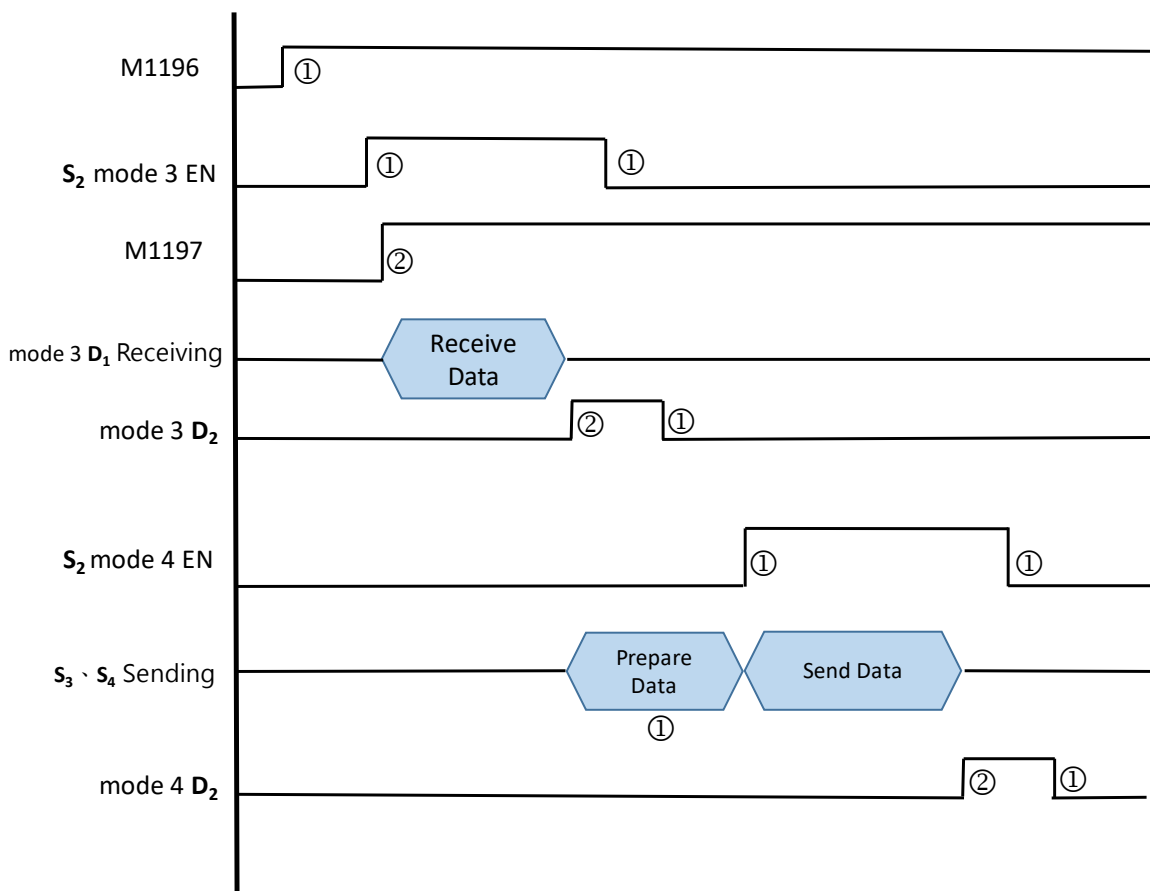 M1196
①
S₂ mode 3 EN
①
①
M1197
②
mode 3 D₁ Receiving
Receive
Data
mode 3 D₂
②
①
S₂ mode 4 EN
①
①
S₃、S₄ Sending
Prepare
Data
Send Data
①
mode 4 D₂
②
①